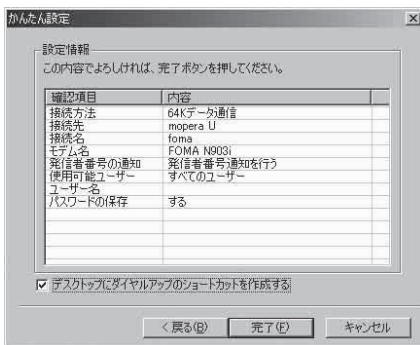 かんたん設定
設定情報
この内容でよろしければ、完了ボタンを押してください。
確認項目 内容
接続方法 64Kデータ通信
接続先 mopera U
接続名 foma
モデム名 FOMA N903i
発信者番号の通知 発信者番号通知を行う
使用可能ユーザー すべてのユーザー
ユーザー名
パスワードの保存 する
デスクトップにダイヤルアップのショートカットを作成する
< 戻る(B) 完了(F) キャンセル